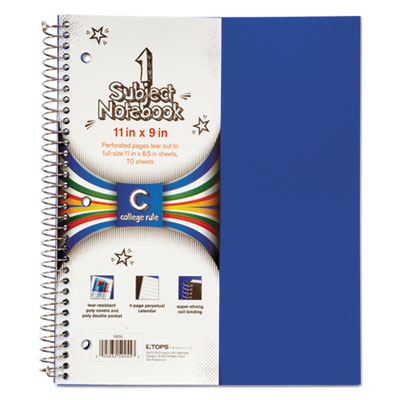 1
Subject
Notebook
11 in x 9 in
Perforated pages tear out to
full-size 11 in x 8.5 in sheets,
70 sheets
C
college rule
tear-resistant
poly covers and
poly double pocket
4-page perpetual
calendar
super-strong
coil binding
TOPS PRODUCTS